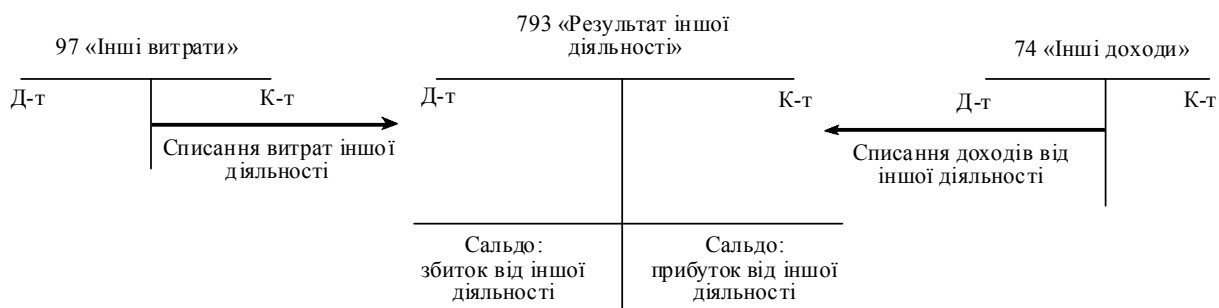 793 «Результат іншої
діяльності»
97 «Інші витрати»
74 «Інші доходи»
Д-т
К-т
Д-т
К-т
Д-т
К-т
Списання витрат іншої
діяльності
Списання доходів від
іншої діяльності
Сальдо:
збиток від іншої
діяльності
Сальдо:
прибуток від іншої
діяльності